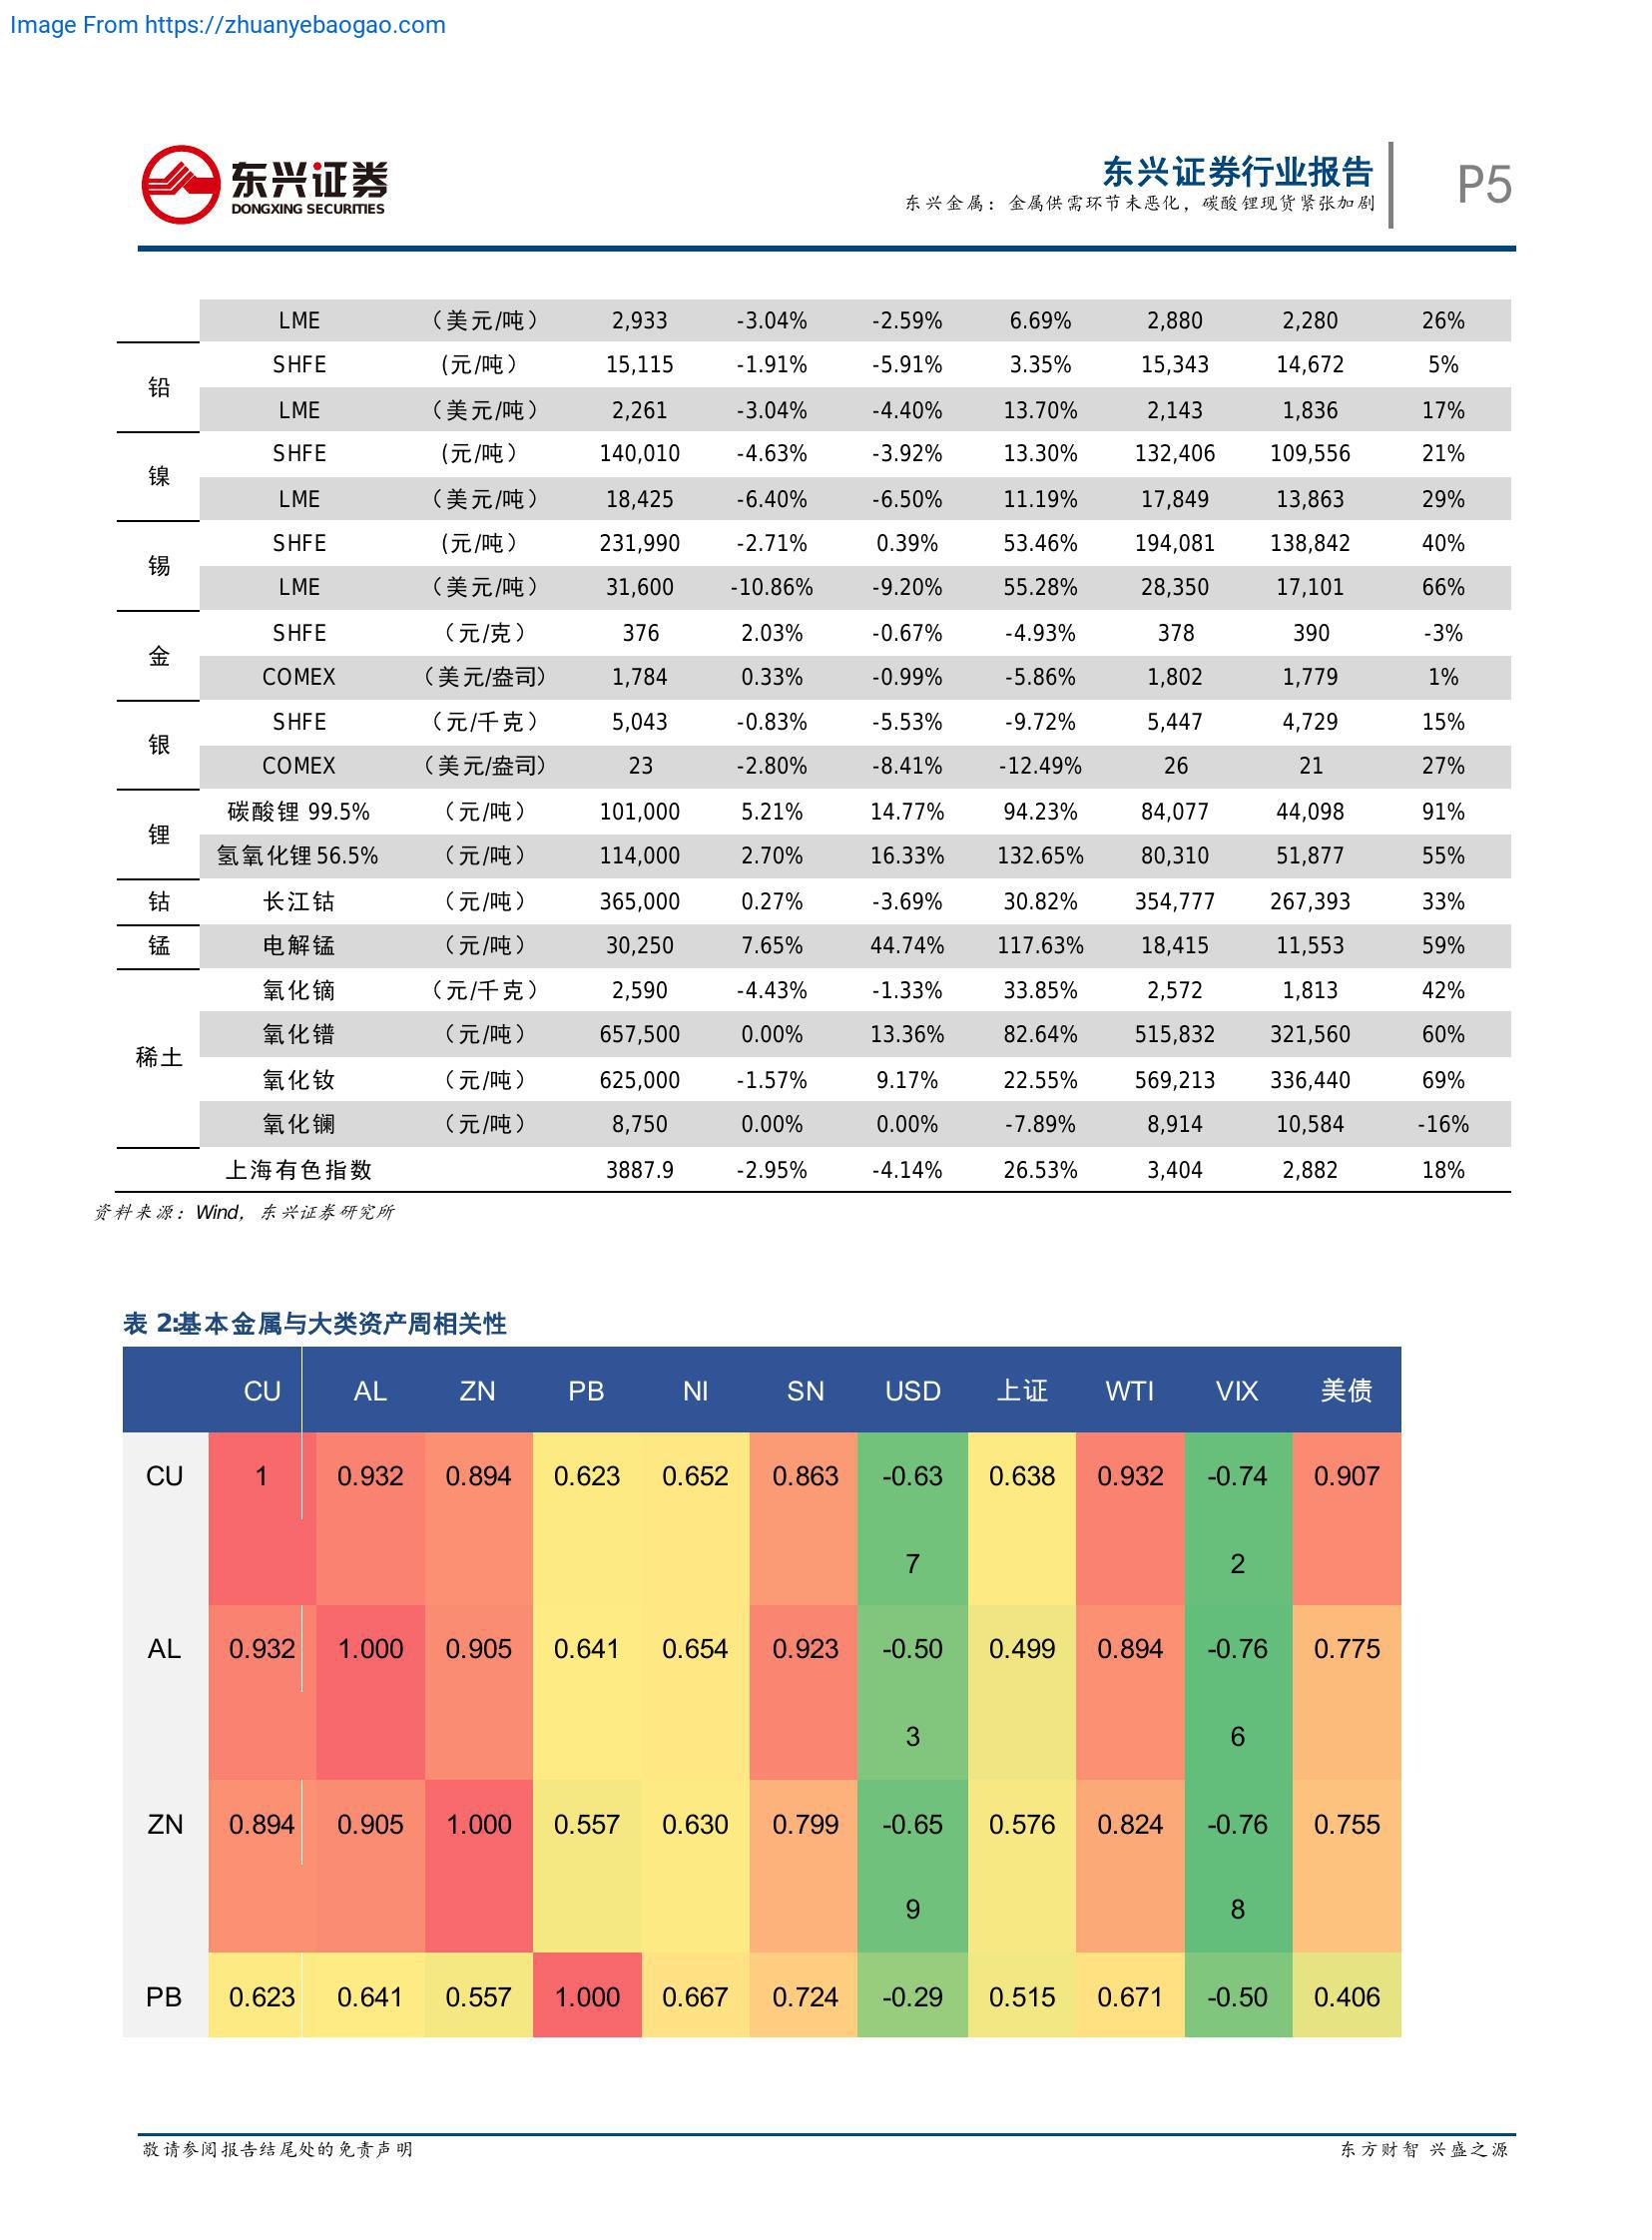 Image From https://zhuanyebaogao.com
东兴证券
DONGXING SECURITIES
东兴证券行业报告
东兴金属：金属供需环节未恶化，碳酸锂现货紧张加剧
P5
LME （美元/吨） 2,933 -3.04% -2.59% 6.69% 2,880 2,280 26%
铅 SHFE (元/吨） 15,115 -1.91% -5.91% 3.35% 15,343 14,672 5%
LME （美元/吨） 2,261 -3.04% -4.40% 13.70% 2,143 1,836 17%
镍 SHFE (元/吨） 140,010 -4.63% -3.92% 13.30% 132,406 109,556 21%
LME （美元/吨） 18,425 -6.40% -6.50% 11.19% 17,849 13,863 29%
锡 SHFE (元/吨） 231,990 -2.71% 0.39% 53.46% 194,081 138,842 40%
LME （美元/吨） 31,600 -10.86% -9.20% 55.28% 28,350 17,101 66%
金 SHFE （元/克） 376 2.03% -0.67% -4.93% 378 390 -3%
COMEX （美元/盎司） 1,784 0.33% -0.99% -5.86% 1,802 1,779 1%
银 SHFE （元/千克） 5,043 -0.83% -5.53% -9.72% 5,447 4,729 15%
COMEX （美元/盎司） 23 -2.80% -8.41% -12.49% 26 21 27%
锂 碳酸锂 99.5% （元/吨） 101,000 5.21% 14.77% 94.23% 84,077 44,098 91%
氢氧化锂 56.5% （元/吨） 114,000 2.70% 16.33% 132.65% 80,310 51,877 55%
钴 长江钴 （元/吨） 365,000 0.27% -3.69% 30.82% 354,777 267,393 33%
锰 电解锰 （元/吨） 30,250 7.65% 44.74% 117.63% 18,415 11,553 59%
氧化镝 （元/千克） 2,590 -4.43% -1.33% 33.85% 2,572 1,813 42%
稀土 氧化镨 （元/吨） 657,500 0.00% 13.36% 82.64% 515,832 321,560 60%
氧化钕 （元/吨） 625,000 -1.57% 9.17% 22.55% 569,213 336,440 69%
氧化镧 （元/吨） 8,750 0.00% 0.00% -7.89% 8,914 10,584 -16%
上海有色指数 3887.9 -2.95% -4.14% 26.53% 3,404 2,882 18%
资料来源：Wind，东兴证券研究所
表 2:基本金属与大类资产周相关性
CU AL ZN PB NI SN USD 上证 WTI VIX 美债
CU 1 0.932 0.894 0.623 0.652 0.863 -0.63 0.638 0.932 -0.74 0.907
7 2
AL 0.932 1.000 0.905 0.641 0.654 0.923 -0.50 0.499 0.894 -0.76 0.775
3 6
ZN 0.894 0.905 1.000 0.557 0.630 0.799 -0.65 0.576 0.824 -0.76 0.755
9 8
PB 0.623 0.641 0.557 1.000 0.667 0.724 -0.29 0.515 0.671 -0.50 0.406
敬请参阅报告结尾处的免责声明
东方财智 兴盛之源